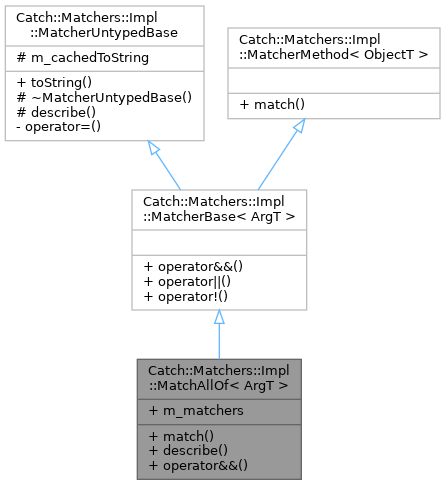 Catch::Matchers::Impl
::MatcherUntypedBase
# m_cachedToString
+ toString()
# ~MatcherUntypedBase()
# describe()
- operator=()
Catch::Matchers::Impl
::MatcherMethod< ObjectT >
+ match()
Catch::Matchers::Impl
::MatcherBase< ArgT >
+ operator&&()
+ operator||()
+ operator!()
Catch::Matchers::Impl
::MatchAllOf< ArgT >
+ m_matchers
+ match()
+ describe()
+ operator&&()